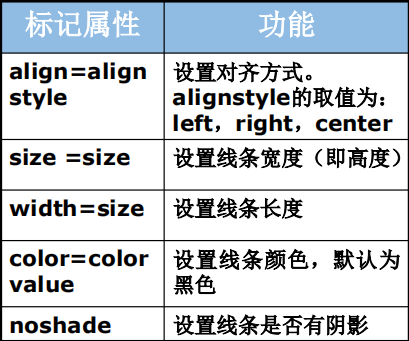 标记属性 功能
align=align 设置对齐方式。
style alignstyle的取值为：
left，right，center
size =size 设置线条宽度（即高度）
width=size 设置线条长度
color=color 设置线条颜色，默认为
value 黑色
noshade 设置线条是否有阴影